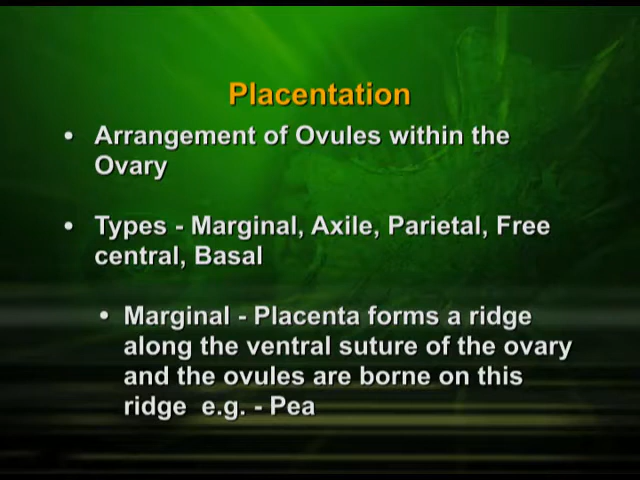 Placentation
• Arrangement of Ovules within the
Ovary
• Types - Marginal, Axile, Parietal, Free
central, Basal
• Marginal - Placenta forms a ridge
along the ventral suture of the ovary
and the ovules are borne on this
ridge e.g. - Pea